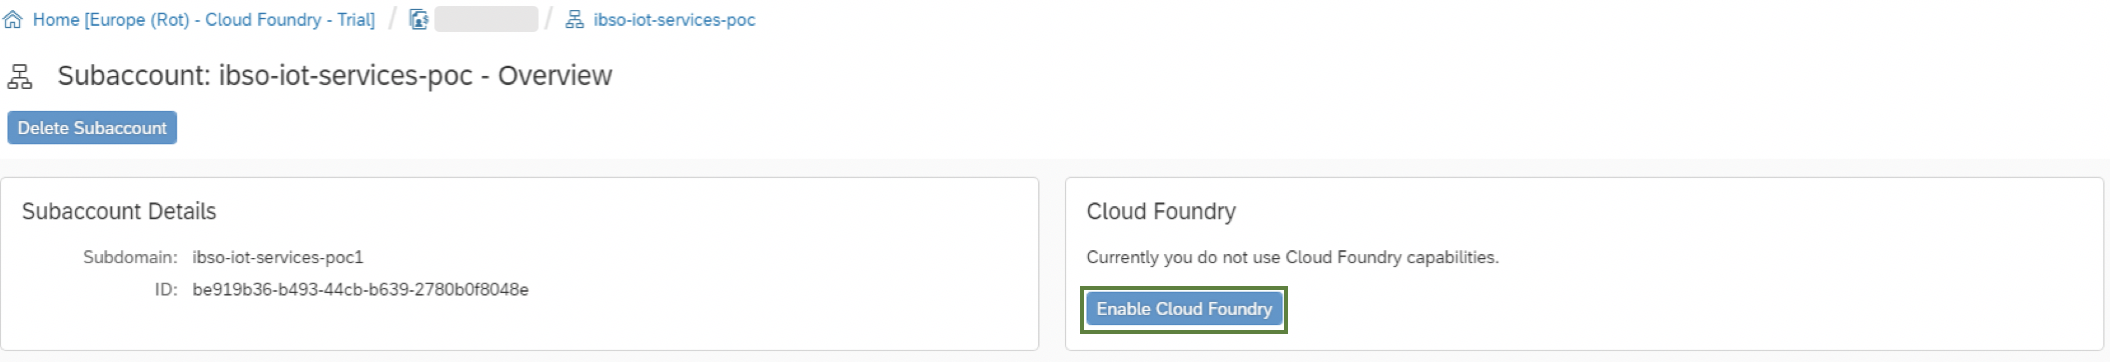 Home [Europe (Rot) - Cloud Foundry - Trial] / / ibso-iot-services-poc
Subaccount: ibso-iot-services-poc - Overview
Delete Subaccount
Subaccount Details
Subdomain: ibso-iot-services-poc1
ID: be919b36-b493-44cb-b639-2780b0f8048e
Cloud Foundry
Currently you do not use Cloud Foundry capabilities.
Enable Cloud Foundry